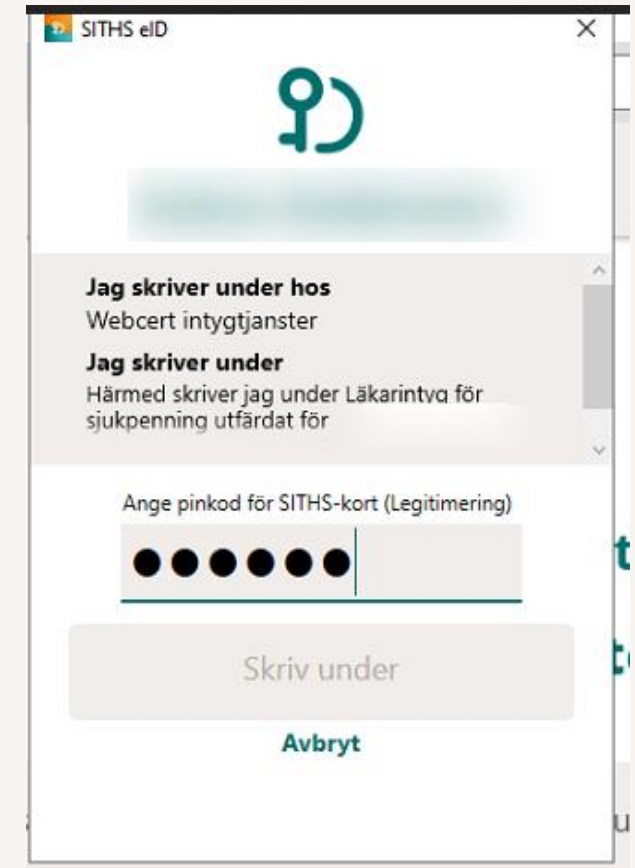 SITHS eID
Jag skriver under hos
Webcert intygtjanster
Jag skriver under
Härmed skriver jag under Läkarintyg för
sjukpenning utfärdat för
Ange pinkod för SITHS-kort (Legitimering)
Skriv under
Avbryt